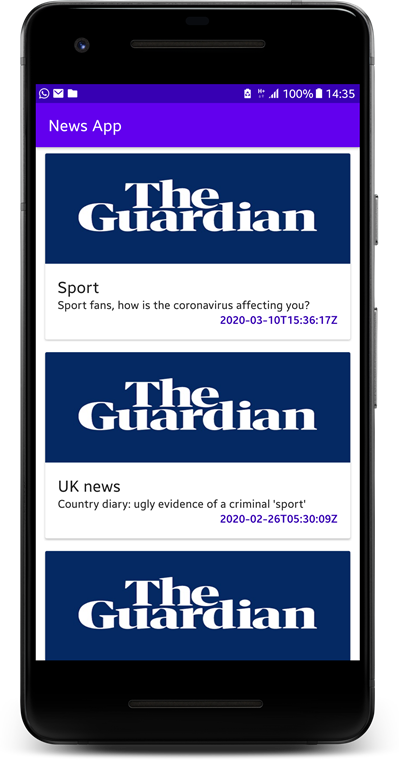 H+ 100% 14:35
News App
The
Guardian
Sport
Sport fans, how is the coronavirus affecting you?
2020-03-10T15:36:17Z
The
Guardian
UK news
Country diary: ugly evidence of a criminal 'sport'
2020-02-26T05:30:09Z
The
Guardian